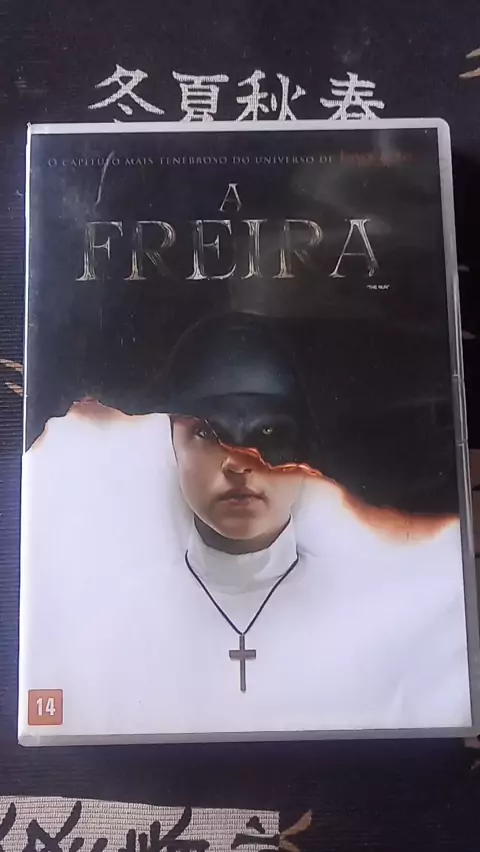 冬夏秋春
O CAPÍTULO MAIS TENEBROSO DO UNIVERSO DE
A
FREIRA
"THE NUN"
14